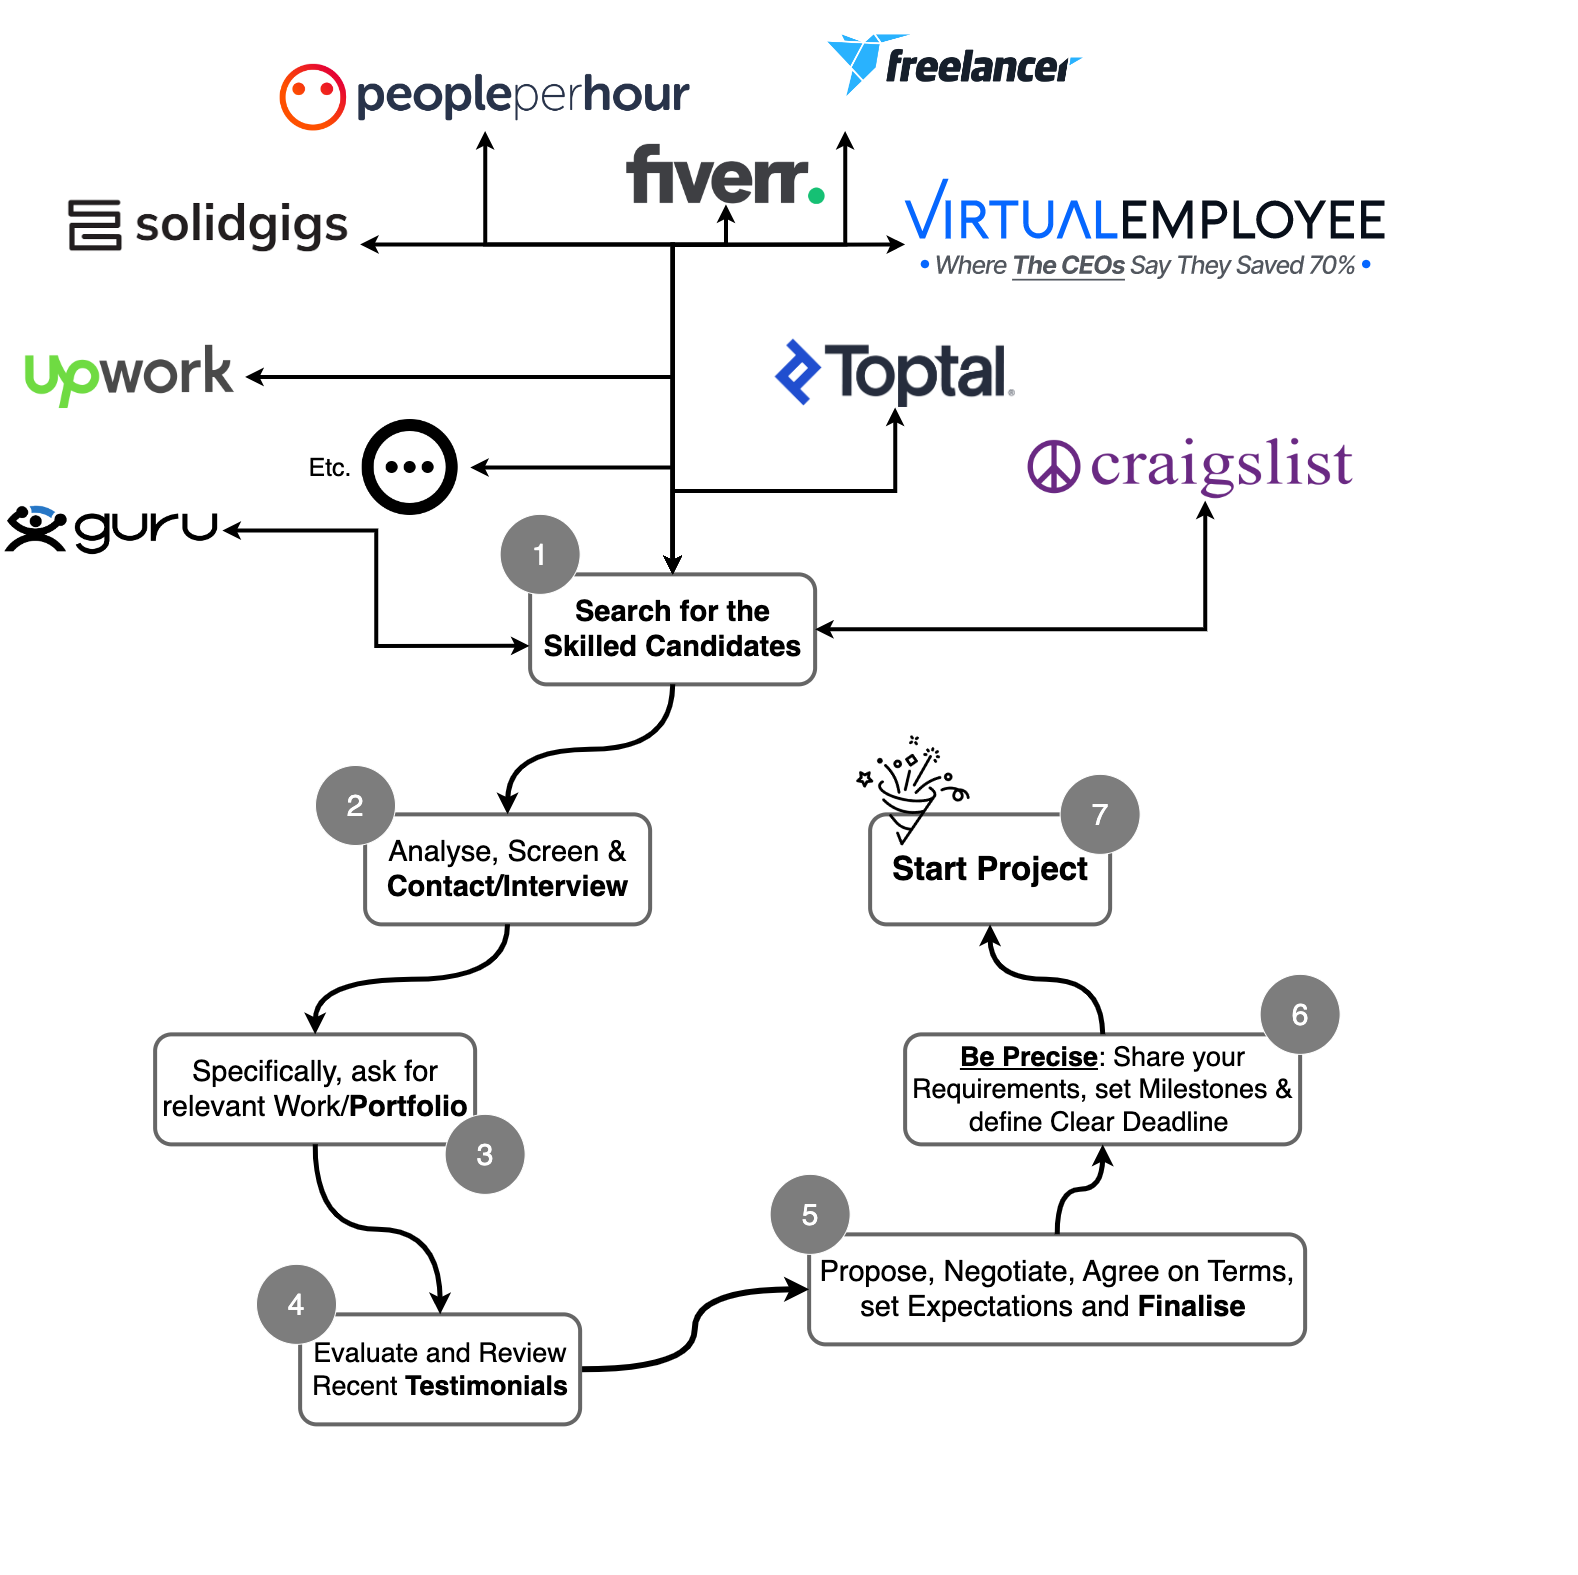 peopleperhour
freelancer
fiverr.
solidgigs
VIRTUALEMPLOYEE
• Where The CEOs Say They Saved 70% •
upwork
Toptal®
Etc.
craigslist
guru
1
Search for the
Skilled Candidates
2
Analyse, Screen &
Contact/Interview
7
Start Project
Specifically, ask for
relevant Work/Portfolio
3
6
Be Precise: Share your
Requirements, set Milestones &
define Clear Deadline
4
Evaluate and Review
Recent Testimonials
5
Propose, Negotiate, Agree on Terms,
set Expectations and Finalise